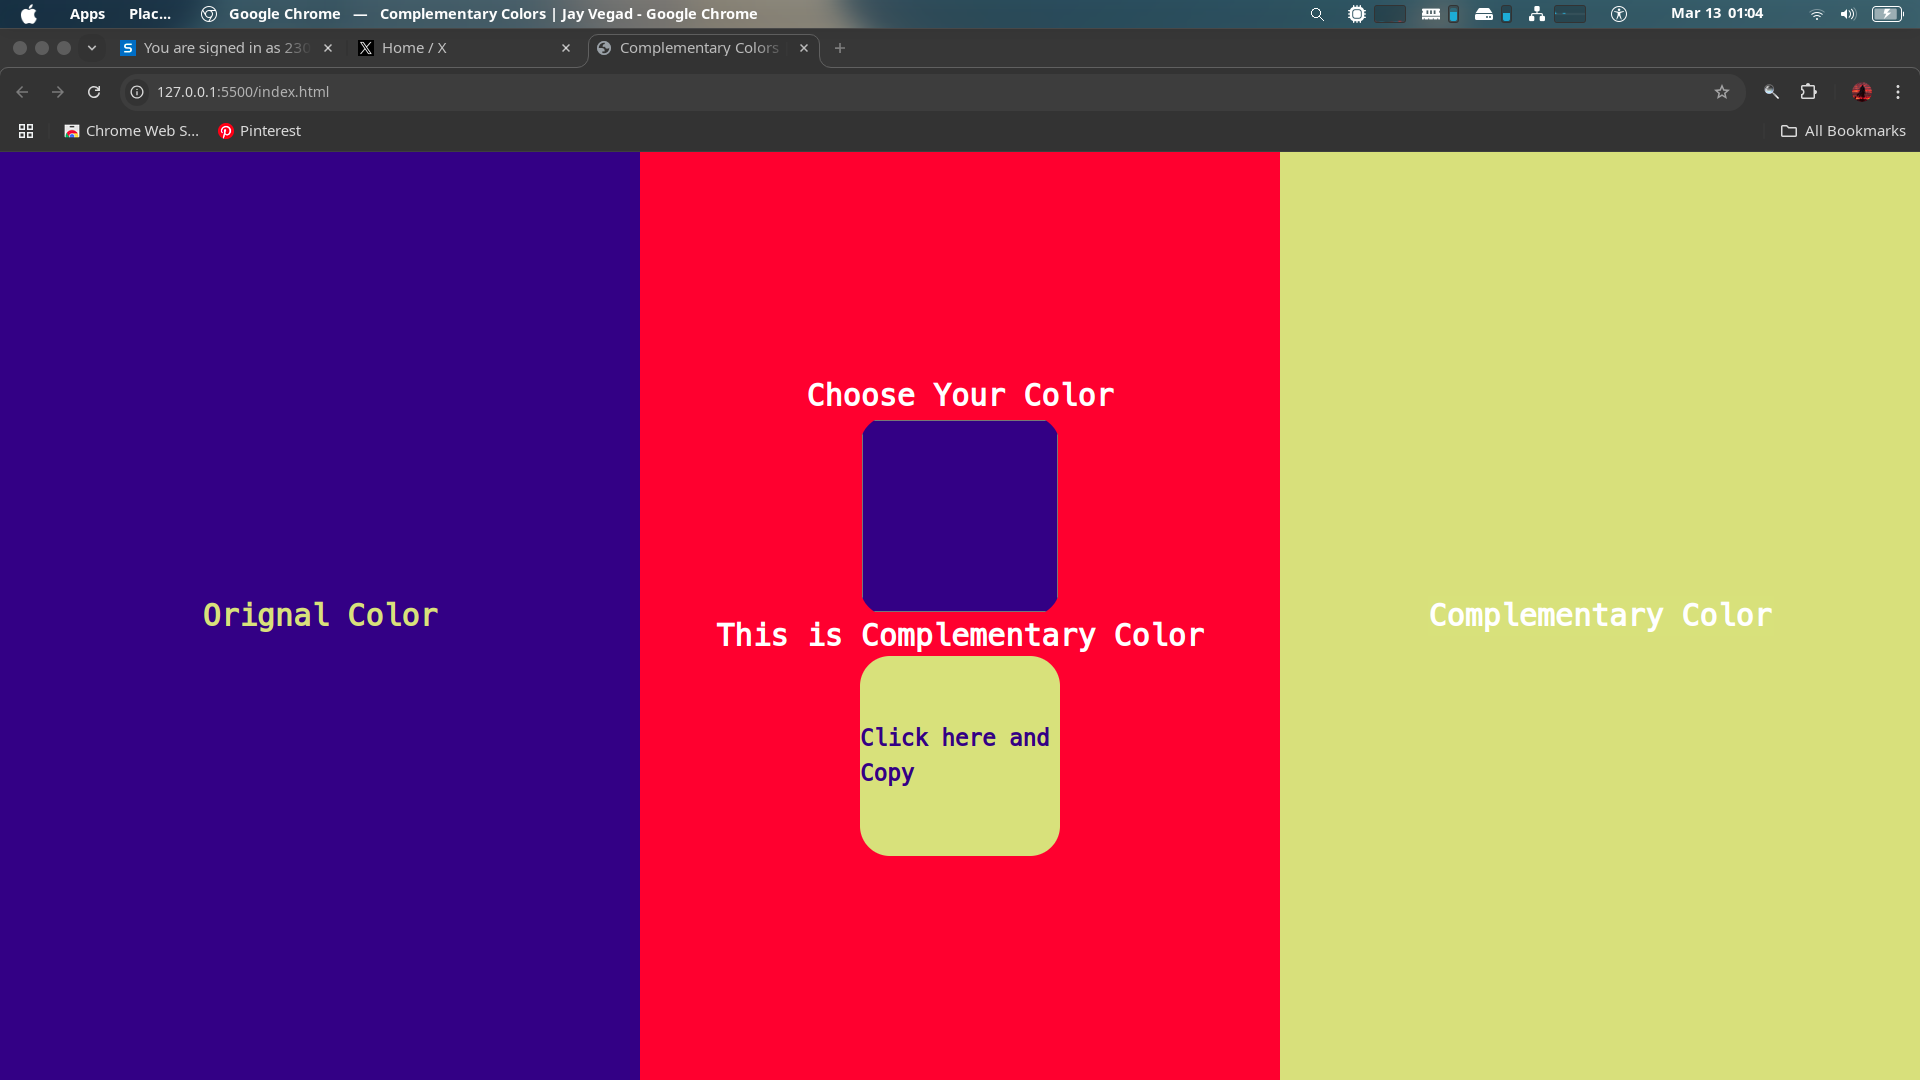 Apps Plac... Google Chrome — Complementary Colors | Jay Vegad - Google Chrome Mar 13 01:04
You are signed in as 230 Home / X Complementary Colors
127.0.0.1:5500/index.html
Chrome Web S... Pinterest All Bookmarks
Choose Your Color
Orignal Color
This is Complementary Color
Complementary Color
Click here and
Copy